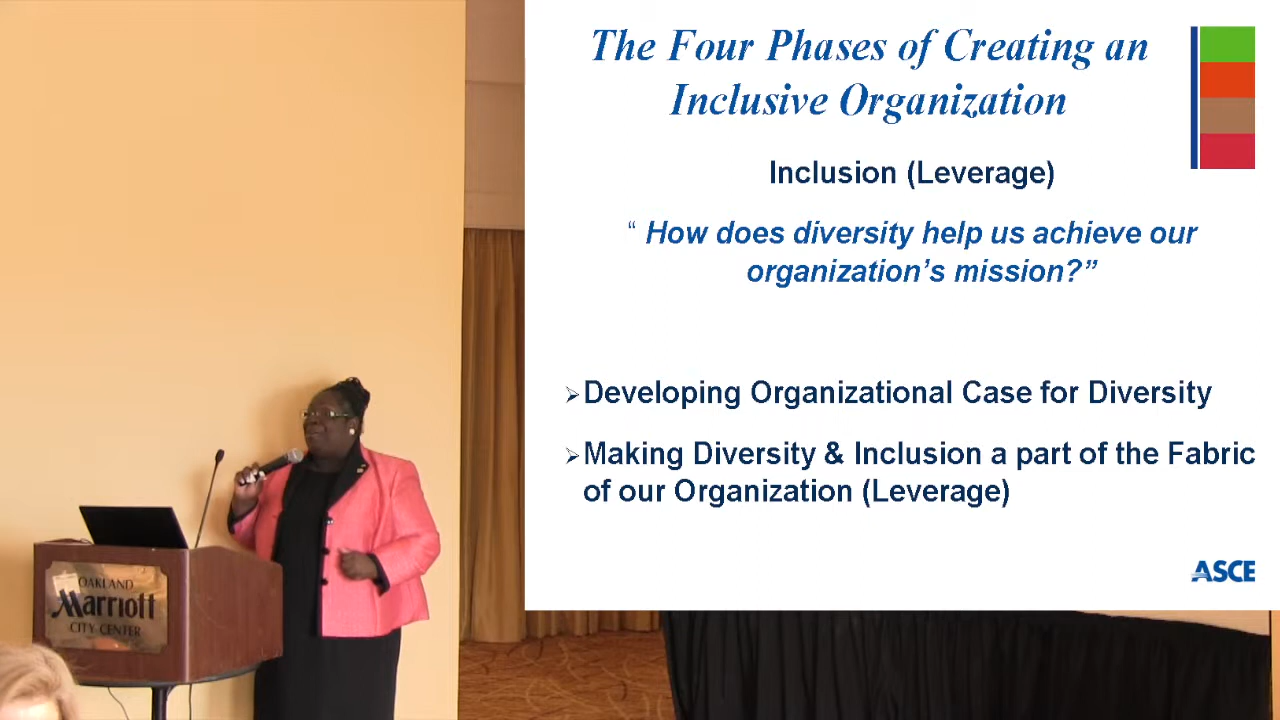 The Four Phases of Creating an
Inclusive Organization
Inclusion (Leverage)
“ How does diversity help us achieve our
organization’s mission?”
➢Developing Organizational Case for Diversity
➢Making Diversity & Inclusion a part of the Fabric
of our Organization (Leverage)
ASCE
OAKLAND
Marriott
CITY CENTER